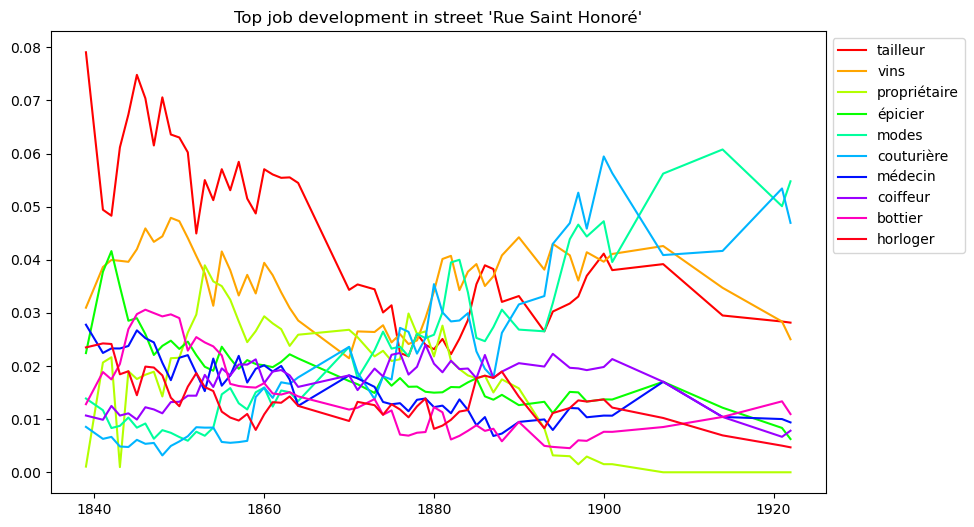 Top job development in street 'Rue Saint Honoré'
0.08
0.07
0.06
0.05
0.04
0.03
0.02
0.01
0.00
1840
1860
1880
1900
1920
tailleur
vins
propriétaire
épicier
modes
couturière
médecin
coiffeur
bottier
horloger